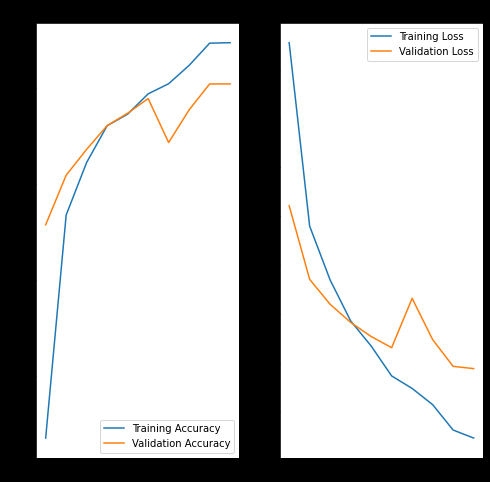 Training Accuracy
Validation Accuracy
Training Loss
Validation Loss